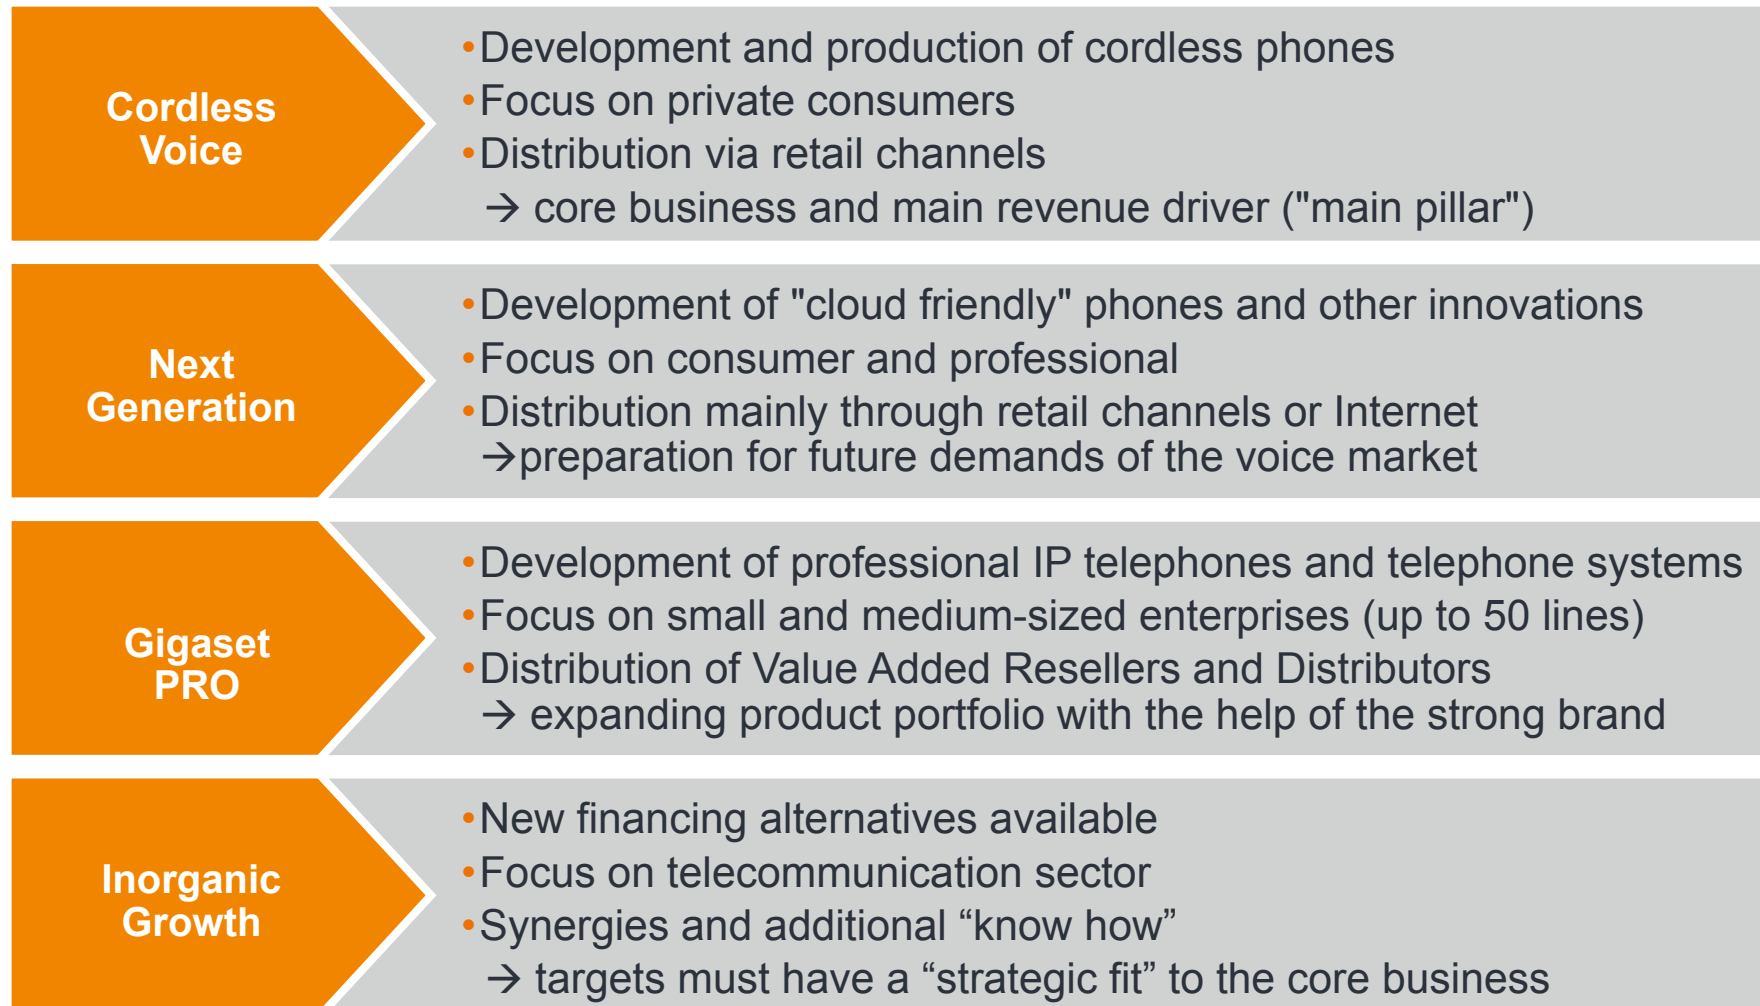 Cordless
Voice
•Development and production of cordless phones
•Focus on private consumers
•Distribution via retail channels
→ core business and main revenue driver ("main pillar")
Next
Generation
•Development of "cloud friendly" phones and other innovations
•Focus on consumer and professional
•Distribution mainly through retail channels or Internet
→preparation for future demands of the voice market
Gigaset
PRO
•Development of professional IP telephones and telephone systems
•Focus on small and medium-sized enterprises (up to 50 lines)
•Distribution of Value Added Resellers and Distributors
→ expanding product portfolio with the help of the strong brand
Inorganic
Growth
•New financing alternatives available
•Focus on telecommunication sector
•Synergies and additional “know how”
→ targets must have a “strategic fit” to the core business